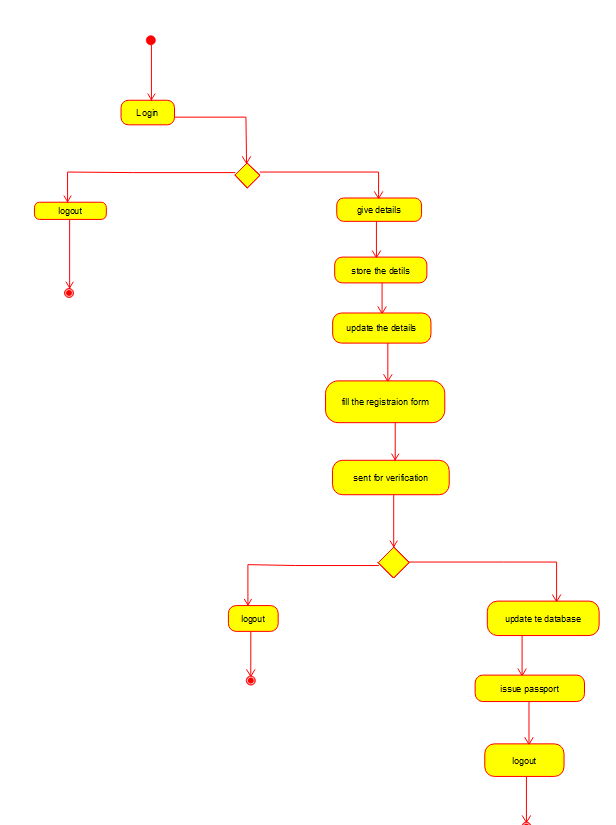 Login
logout
give details
store the detils
update the details
fill the registraion form
sent for verification
logout
update te database
issue passport
logout